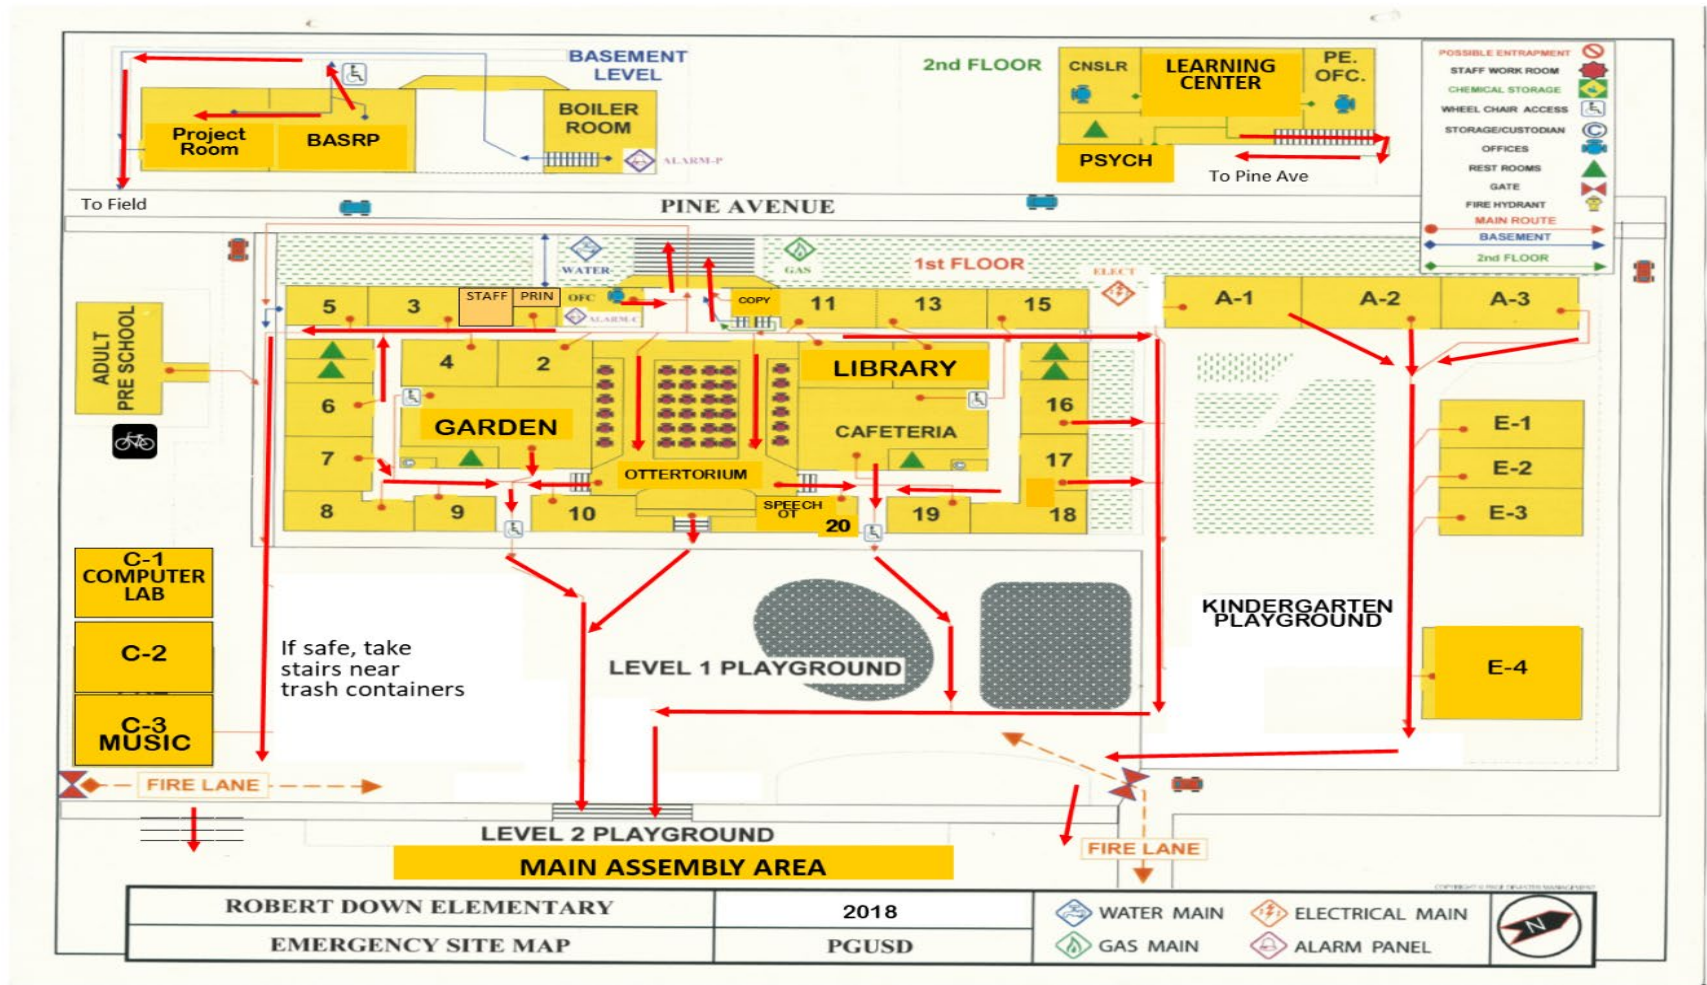 BASEMENT
LEVEL
BOILER
ROOM
Project
Room
BASRP
ALARM-P
To Field
2nd FLOOR
CNSLR
LEARNING
CENTER
PE.
OFC.
PSYCH
To Pine Ave
POSSIBLE ENTRAPMENT
STAFF WORK ROOM
CHEMICAL STORAGE
WHEEL CHAIR ACCESS
STORAGE/CUSTODIAN
OFFICES
REST ROOMS
GATE
FIRE HYDRANT
MAIN ROUTE
BASEMENT
2nd FLOOR
PINE AVENUE
WATER
GAS
1st FLOOR
ELECT
5
3
STAFF
PRIN
OFC
ALARM-C
COPY
11
13
15
A-1
A-2
A-3
ADULT
PRE SCHOOL
4
2
LIBRARY
6
GARDEN
CAFETERIA
16
E-1
7
OTTERTORIUM
17
E-2
8
9
10
SPEECH
OT
20
19
18
E-3
C-1
COMPUTER
LAB
C-2
C-3
MUSIC
If safe, take
stairs near
trash containers
LEVEL 1 PLAYGROUND
KINDERGARTEN
PLAYGROUND
E-4
FIRE LANE
LEVEL 2 PLAYGROUND
MAIN ASSEMBLY AREA
FIRE LANE
ROBERT DOWN ELEMENTARY
2018
EMERGENCY SITE MAP
PGUSD
WATER MAIN
ELECTRICAL MAIN
GAS MAIN
ALARM PANEL
N